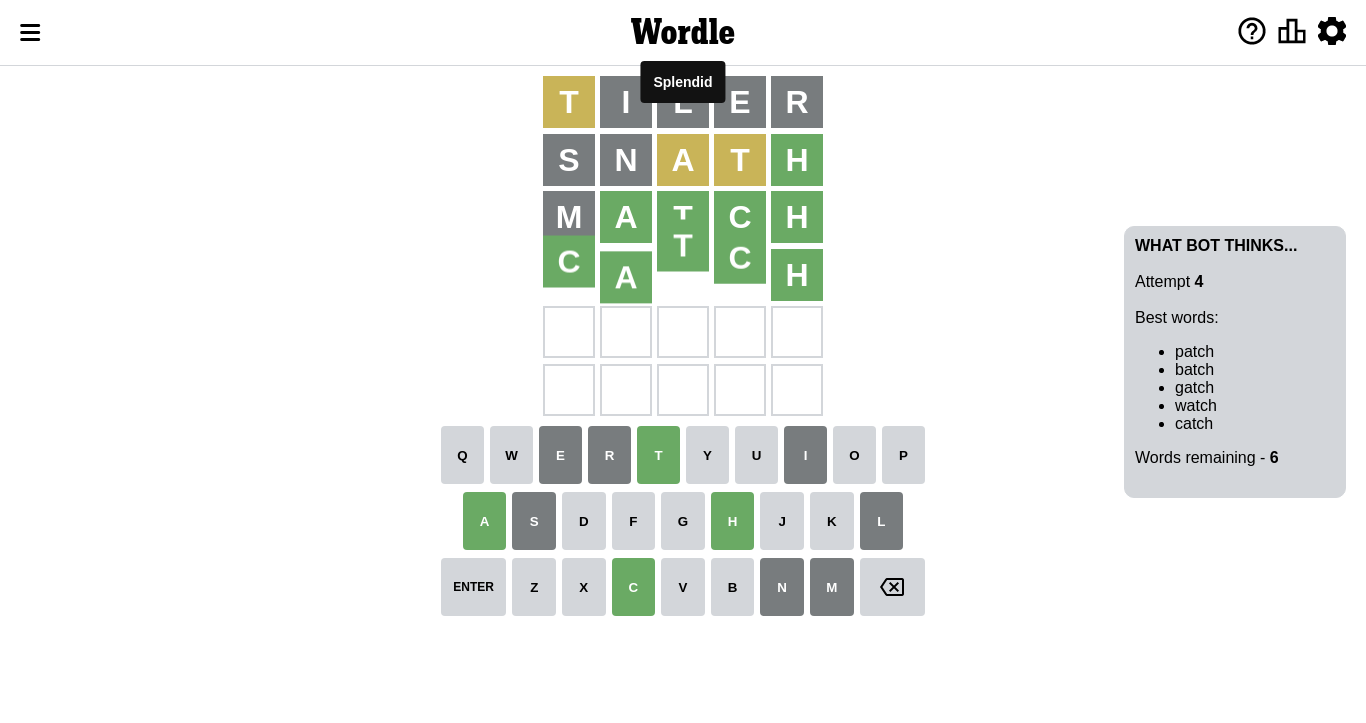 Wordle
Splendid
T I L E R
S N A T H
M A T C H
C A T C H
WHAT BOT THINKS...
Attempt 4
Best words:
patch
batch
gatch
watch
catch
Words remaining - 6
Q W E R T Y U I O P
A S D F G H J K L
ENTER Z X C V B N M